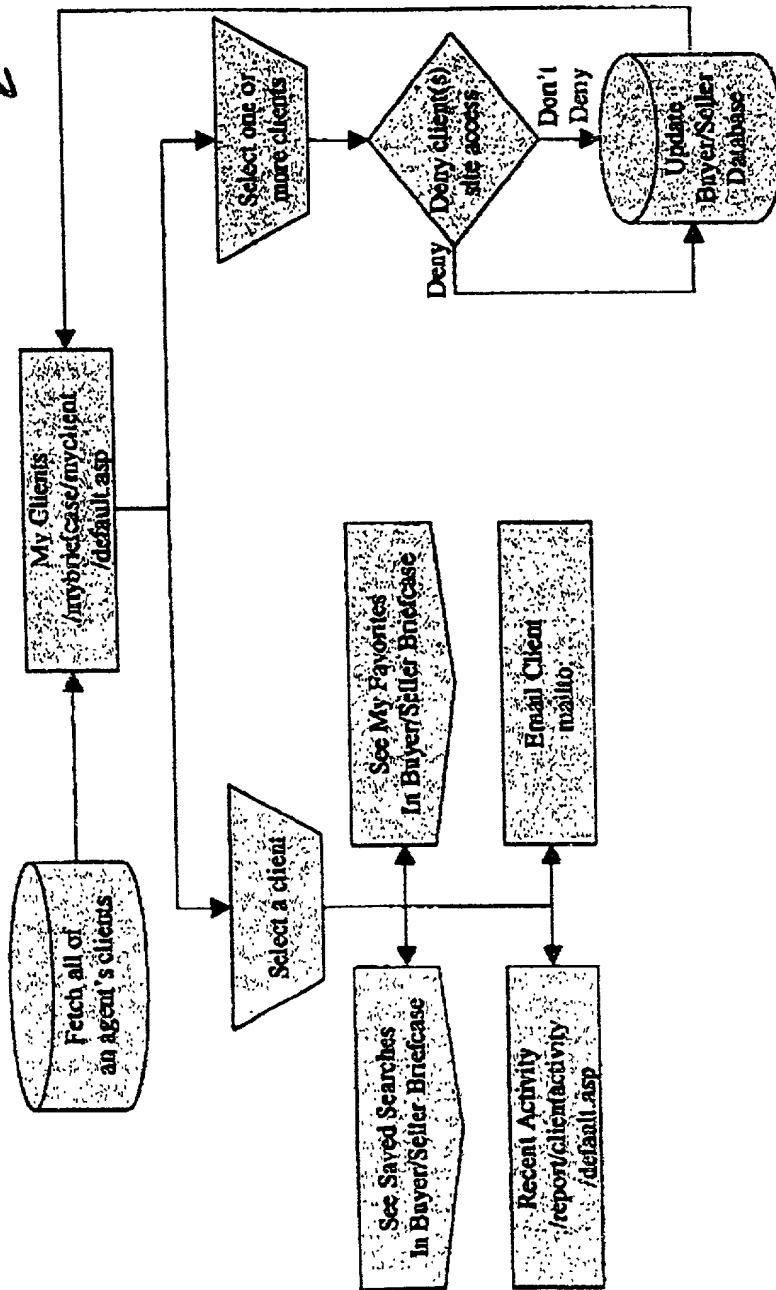 Fetch all of
an agent's clients
My Clients
/mybriefcase/myclient
/default.asp
Select a client
Select one or
more clients
See Saved Searches
In Buyer/Seller Briefcase
See My Favorites
In Buyer/Seller Briefcase
Recent Activity
/report/clientactivity
/default.asp
Email Client
mailto:
Deny client(s)
site access
Deny
Don't
Deny
Update
Buyer/Seller
Database